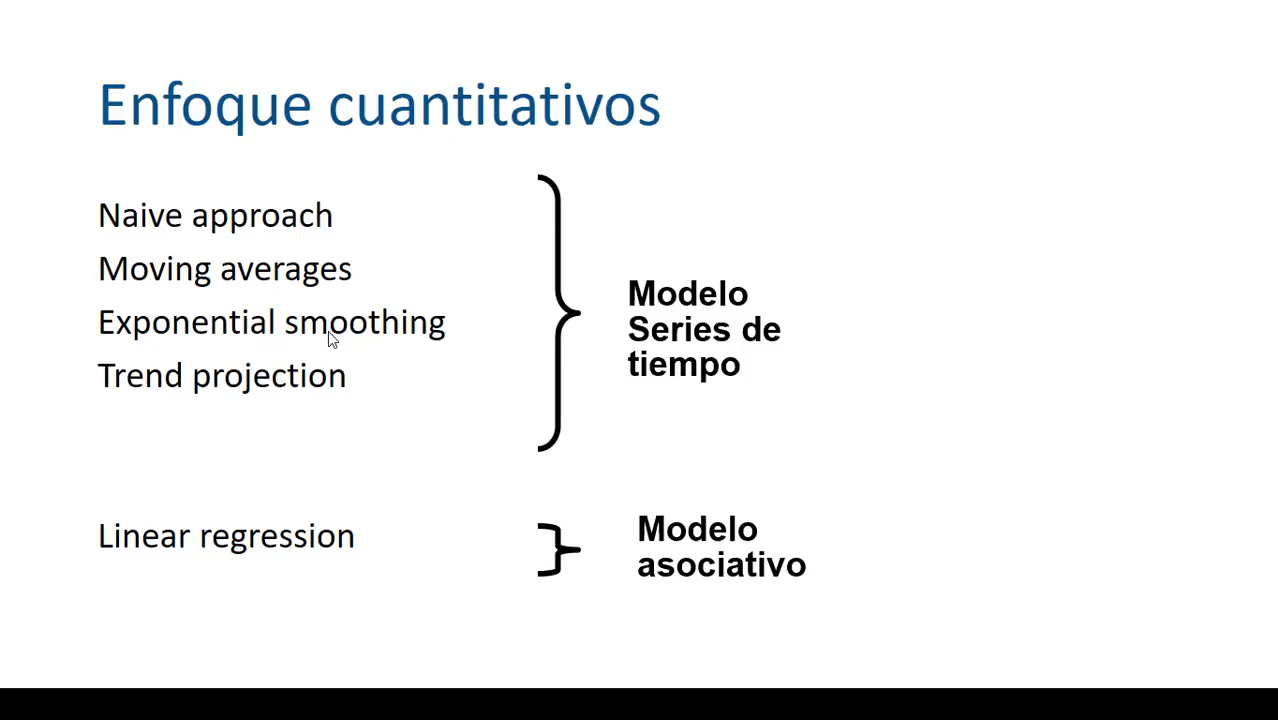 Enfoque cuantitativos
Naive approach
Moving averages
Exponential smoothing
Trend projection
Modelo
Series de
tiempo
Linear regression
Modelo
asociativo